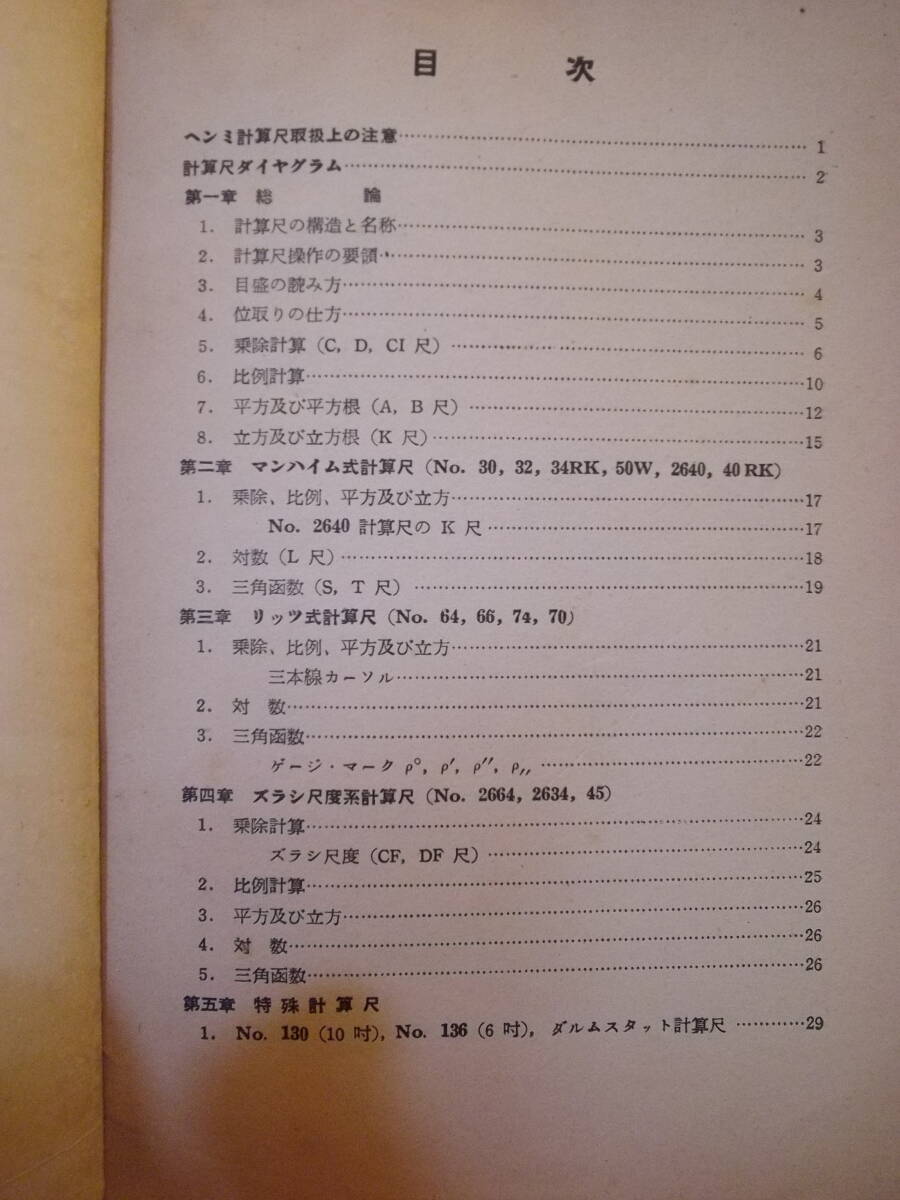 目 次
ヘンミ計算尺取扱上の注意……1
計算尺ダイヤグラム……2
第一章 総 論
1. 計算尺の構造と名称……3
2. 計算尺操作の要領……3
3. 目盛の読み方……4
4. 位取りの仕方……5
5. 乗除計算(C, D, CI 尺)……6
6. 比例計算……10
7. 平方及び平方根(A, B 尺)……12
8. 立方及び立方根(K 尺)……15
第二章 マンハイム式計算尺(No. 30, 32, 34RK, 50W, 2640, 40RK)
1. 乗除、比例、平方及び立方……17
No. 2640 計算尺の K 尺……17
2. 対数(L 尺)……18
3. 三角函数(S, T 尺)……19
第三章 リッツ式計算尺(No. 64, 66, 74, 70)
1. 乗除、比例、平方及び立方……21
三本線カーソル……21
2. 対 数……21
3. 三角函数……22
ゲージ・マーク ρ°, ρ′, ρ″, ρ,,……22
第四章 ズラシ尺度系計算尺(No. 2664, 2634, 45)
1. 乗除計算……24
ズラシ尺度(CF, DF 尺)……24
2. 比例計算……25
3. 平方及び立方……26
4. 対 数……26
5. 三角函数……26
第五章 特殊計算尺
1. No. 130(10 吋), No. 136(6 吋), ダルムスタット計算尺……29